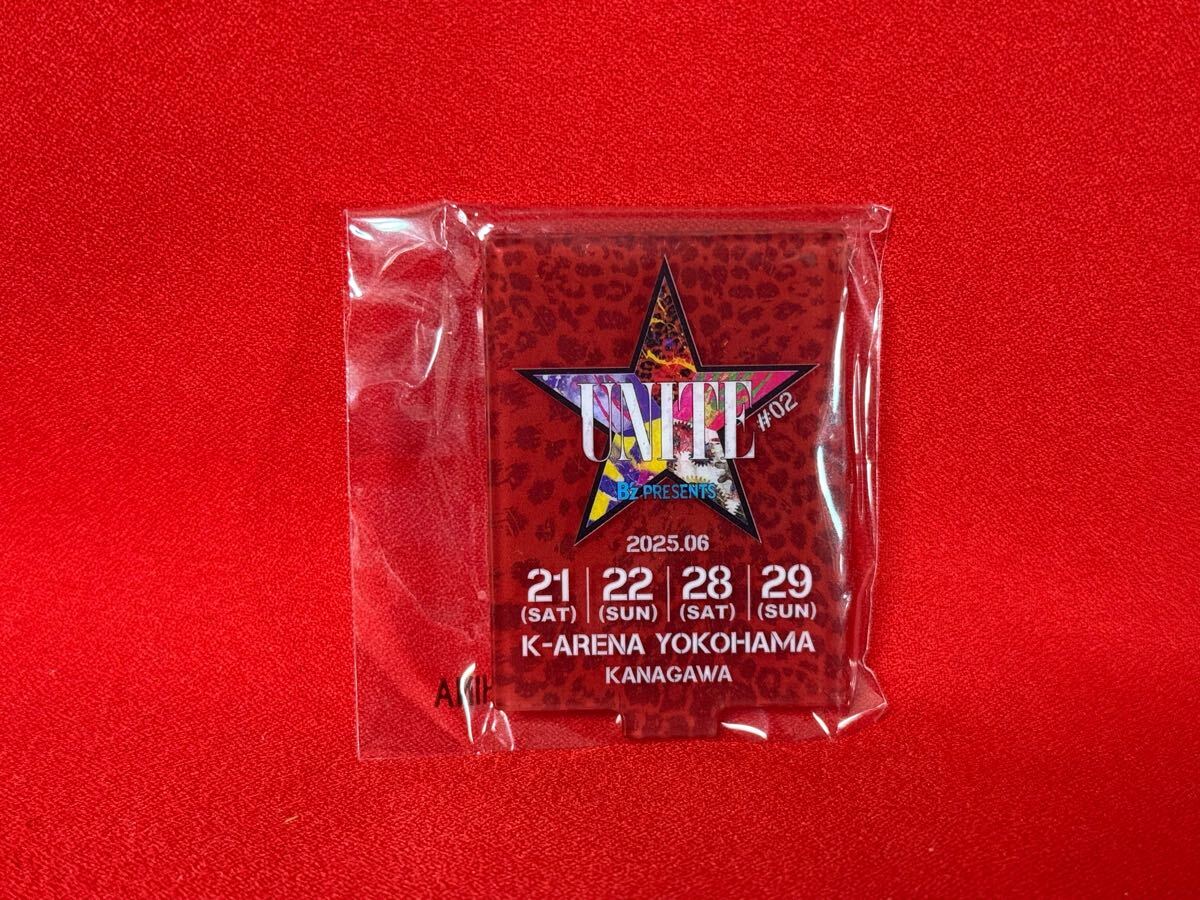 UNITE
#02
B'z PRESENTS
2025.06
21 | 22 | 28 | 29
(SAT) (SUN) (SAT) (SUN)
K-ARENA YOKOHAMA
KANAGAWA